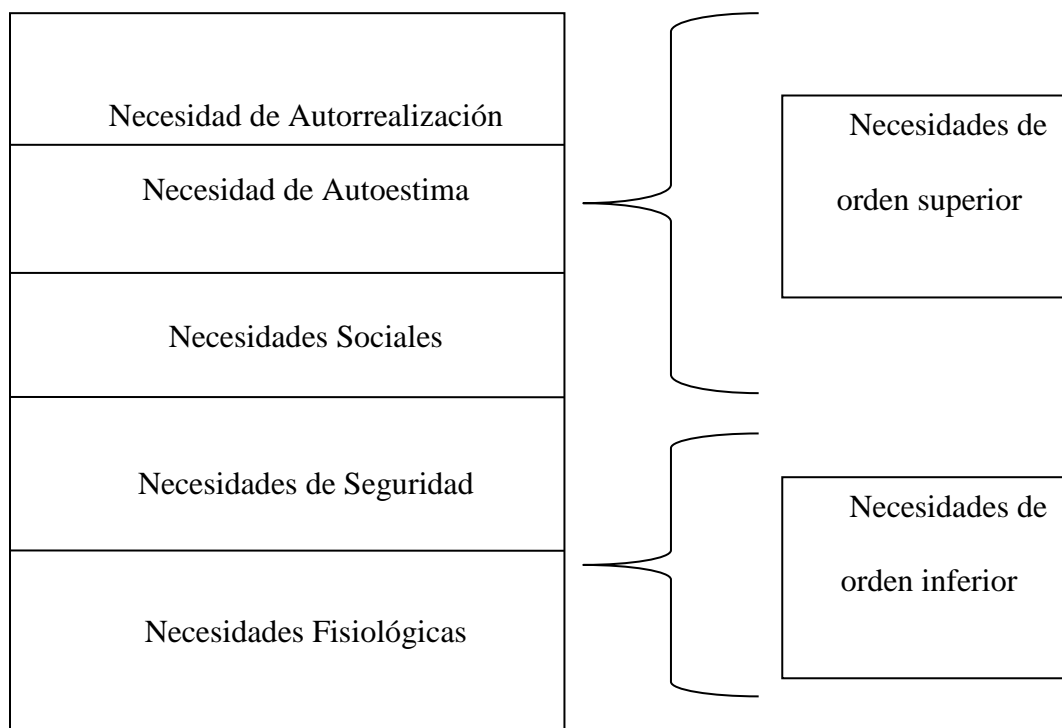 Necesidad de Autorrealización
Necesidad de Autoestima
Necesidades Sociales
Necesidades de Seguridad
Necesidades Fisiológicas
Necesidades de
orden superior
Necesidades de
orden inferior